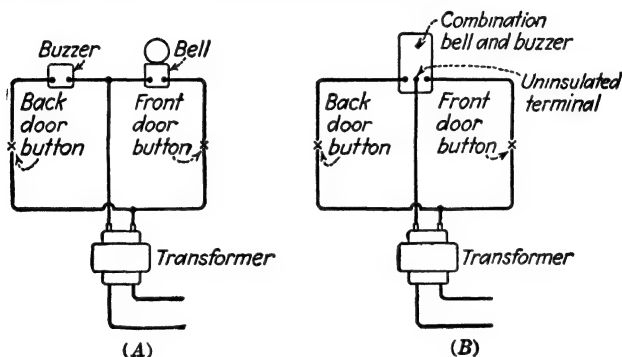 Buzzer
Bell
Back
door
button
Front
door
button
Transformer
(A)
Combination
bell and buzzer
Uninsulated
terminal
Back
door
button
Front
door
button
Transformer
(B)